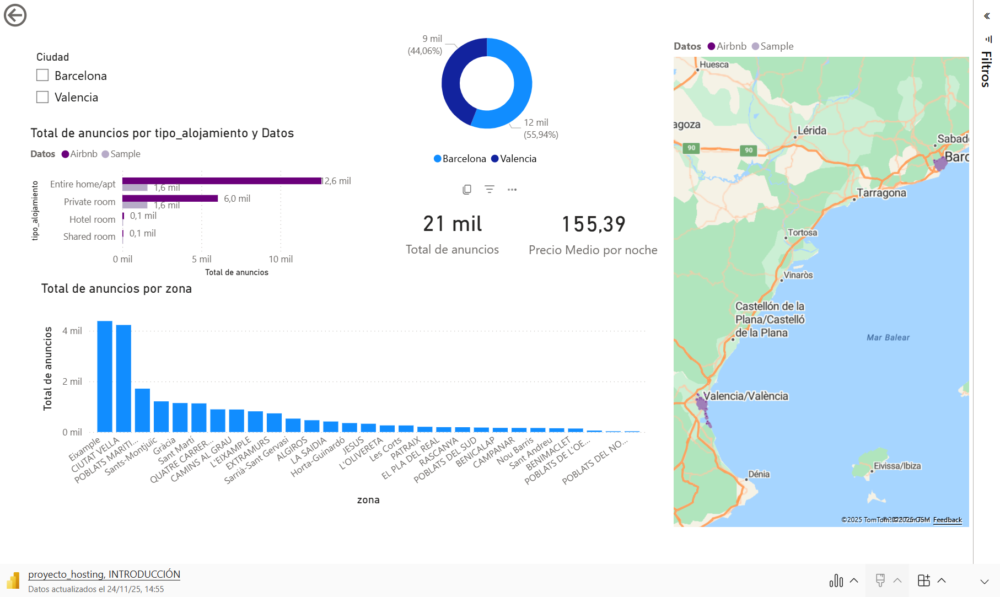 Ciudad
Barcelona
Valencia
Total de anuncios por tipo_alojamiento y Datos
Datos Airbnb Sample
tipo_alojamiento
Entire home/apt
12,6 mil
1,6 mil
Private room
6,0 mil
1,6 mil
Hotel room
0,1 mil
Shared room
0,1 mil
0 mil
5 mil
10 mil
Total de anuncios
9 mil
(44,06%)
12 mil
(55,94%)
Barcelona Valencia
21 mil
Total de anuncios
155,39
Precio Medio por noche
Total de anuncios por zona
Total de anuncios
4 mil
2 mil
0 mil
Eixample
CIUTAT VELLA
POBLATS MARITI...
Sants-Montjuïc
Gràcia
Sant Martí
QUATRE CARRER...
CAMINS AL GRAU
L'EIXAMPLE
EXTRAMURS
Sarrià-Sant Gervasi
ALGIROS
LA SAIDIA
Horta-Guinardó
JESUS
L'OLIVERETA
Les Corts
PATRAIX
EL PLA DEL REAL
RASCANYA
POBLATS DEL SUD
BENICALAP
CAMPANAR
Nou Barris
Sant Andreu
BENIMACLET
POBLATS DE L'OE...
POBLATS DEL NO...
zona
Datos Airbnb Sample
Huesca
agoza
Lérida
90
90
Sabad
Barc
Tarragona
Tortosa
Vinaròs
Castellón de la
Plana/Castelló
de la Plana
Mar Balear
Valencia/València
Eivissa/Ibiza
Dénia
©2025 TomTom
Feedback
Filtros
proyecto_hosting, INTRODUCCIÓN
Datos actualizados el 24/11/25, 14:55